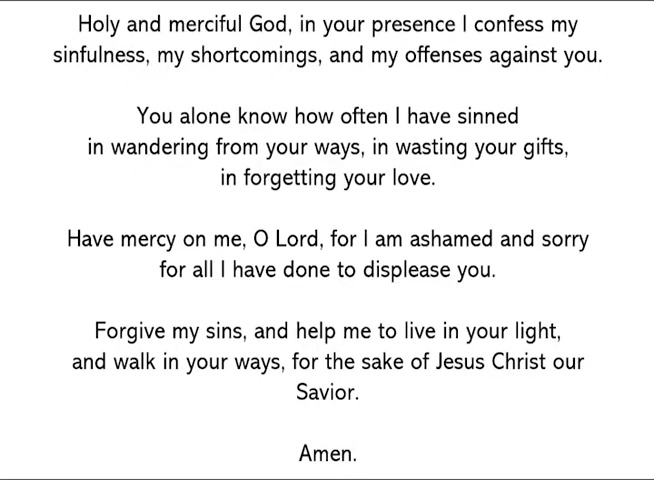 Holy and merciful God, in your presence I confess my
sinfulness, my shortcomings, and my offenses against you.
You alone know how often I have sinned
in wandering from your ways, in wasting your gifts,
in forgetting your love.
Have mercy on me, O Lord, for I am ashamed and sorry
for all I have done to displease you.
Forgive my sins, and help me to live in your light,
and walk in your ways, for the sake of Jesus Christ our
Savior.
Amen.